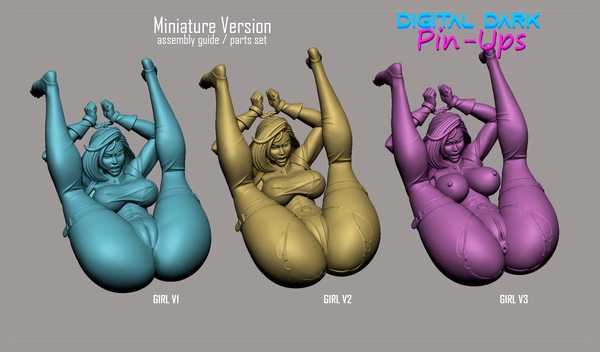 Miniature Version
assembly guide / parts set
DIGITAL DARK
Pin-Ups
GIRL V1
GIRL V2
GIRL V3